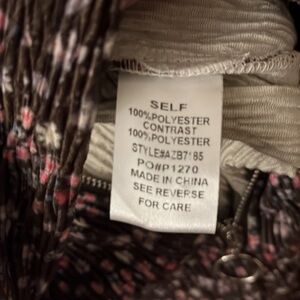 SELF
100%POLYESTER
CONTRAST
100%POLYESTER
STYLE#AZB7185
PO#P1270
MADE IN CHINA
SEE REVERSE
FOR CARE